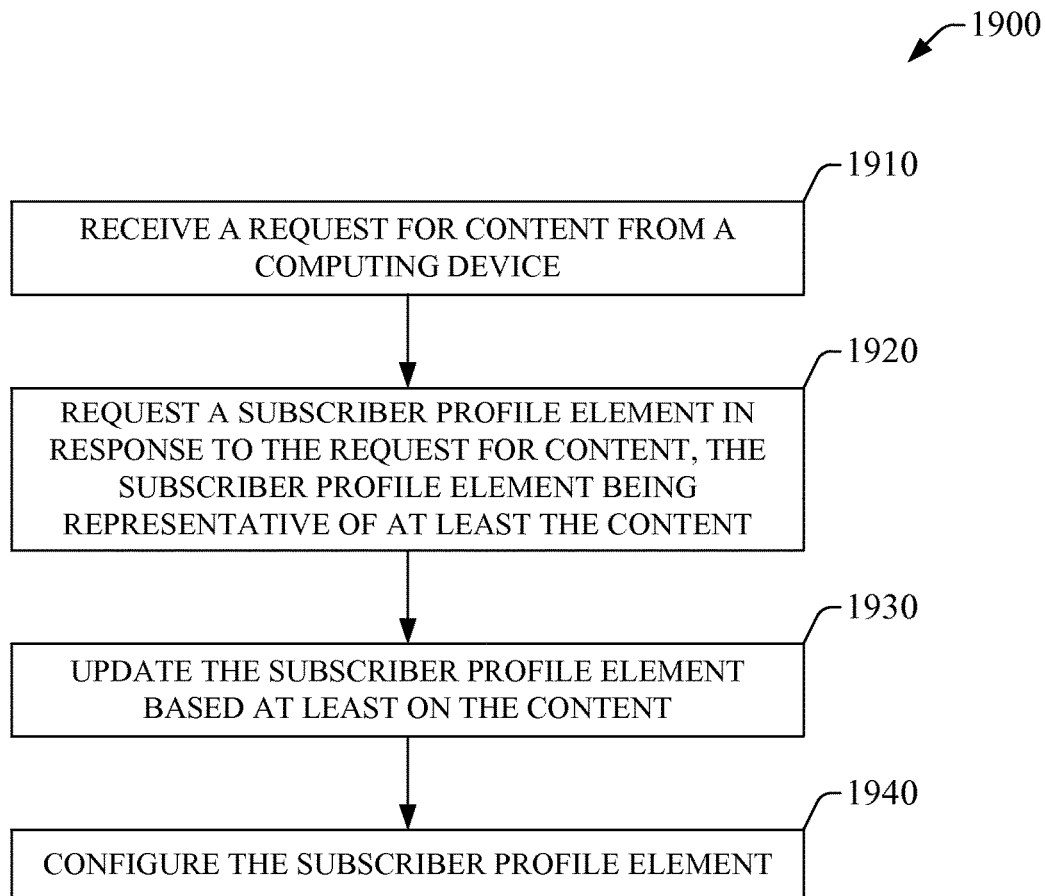 1900
1910
RECEIVE A REQUEST FOR CONTENT FROM A
COMPUTING DEVICE
1920
REQUEST A SUBSCRIBER PROFILE ELEMENT IN
RESPONSE TO THE REQUEST FOR CONTENT, THE
SUBSCRIBER PROFILE ELEMENT BEING
REPRESENTATIVE OF AT LEAST THE CONTENT
1930
UPDATE THE SUBSCRIBER PROFILE ELEMENT
BASED AT LEAST ON THE CONTENT
1940
CONFIGURE THE SUBSCRIBER PROFILE ELEMENT